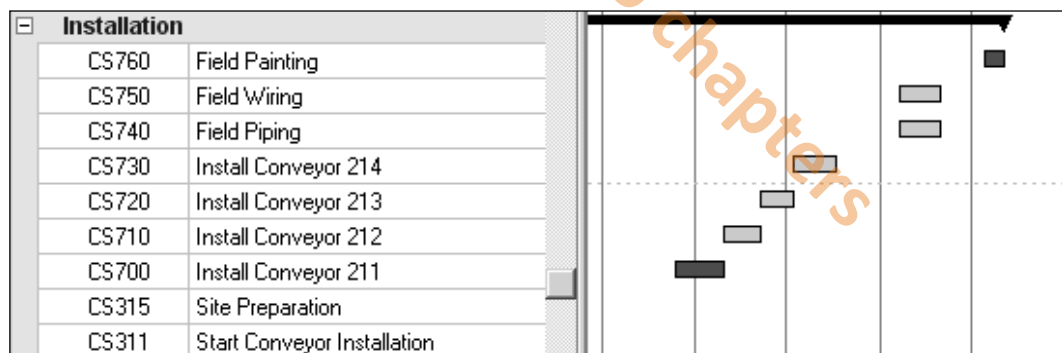 Installation
CS760 Field Painting
CS750 Field Wiring
CS740 Field Piping
CS730 Install Conveyor 214
CS720 Install Conveyor 213
CS710 Install Conveyor 212
CS700 Install Conveyor 211
CS315 Site Preparation
CS311 Start Conveyor Installation
chapters